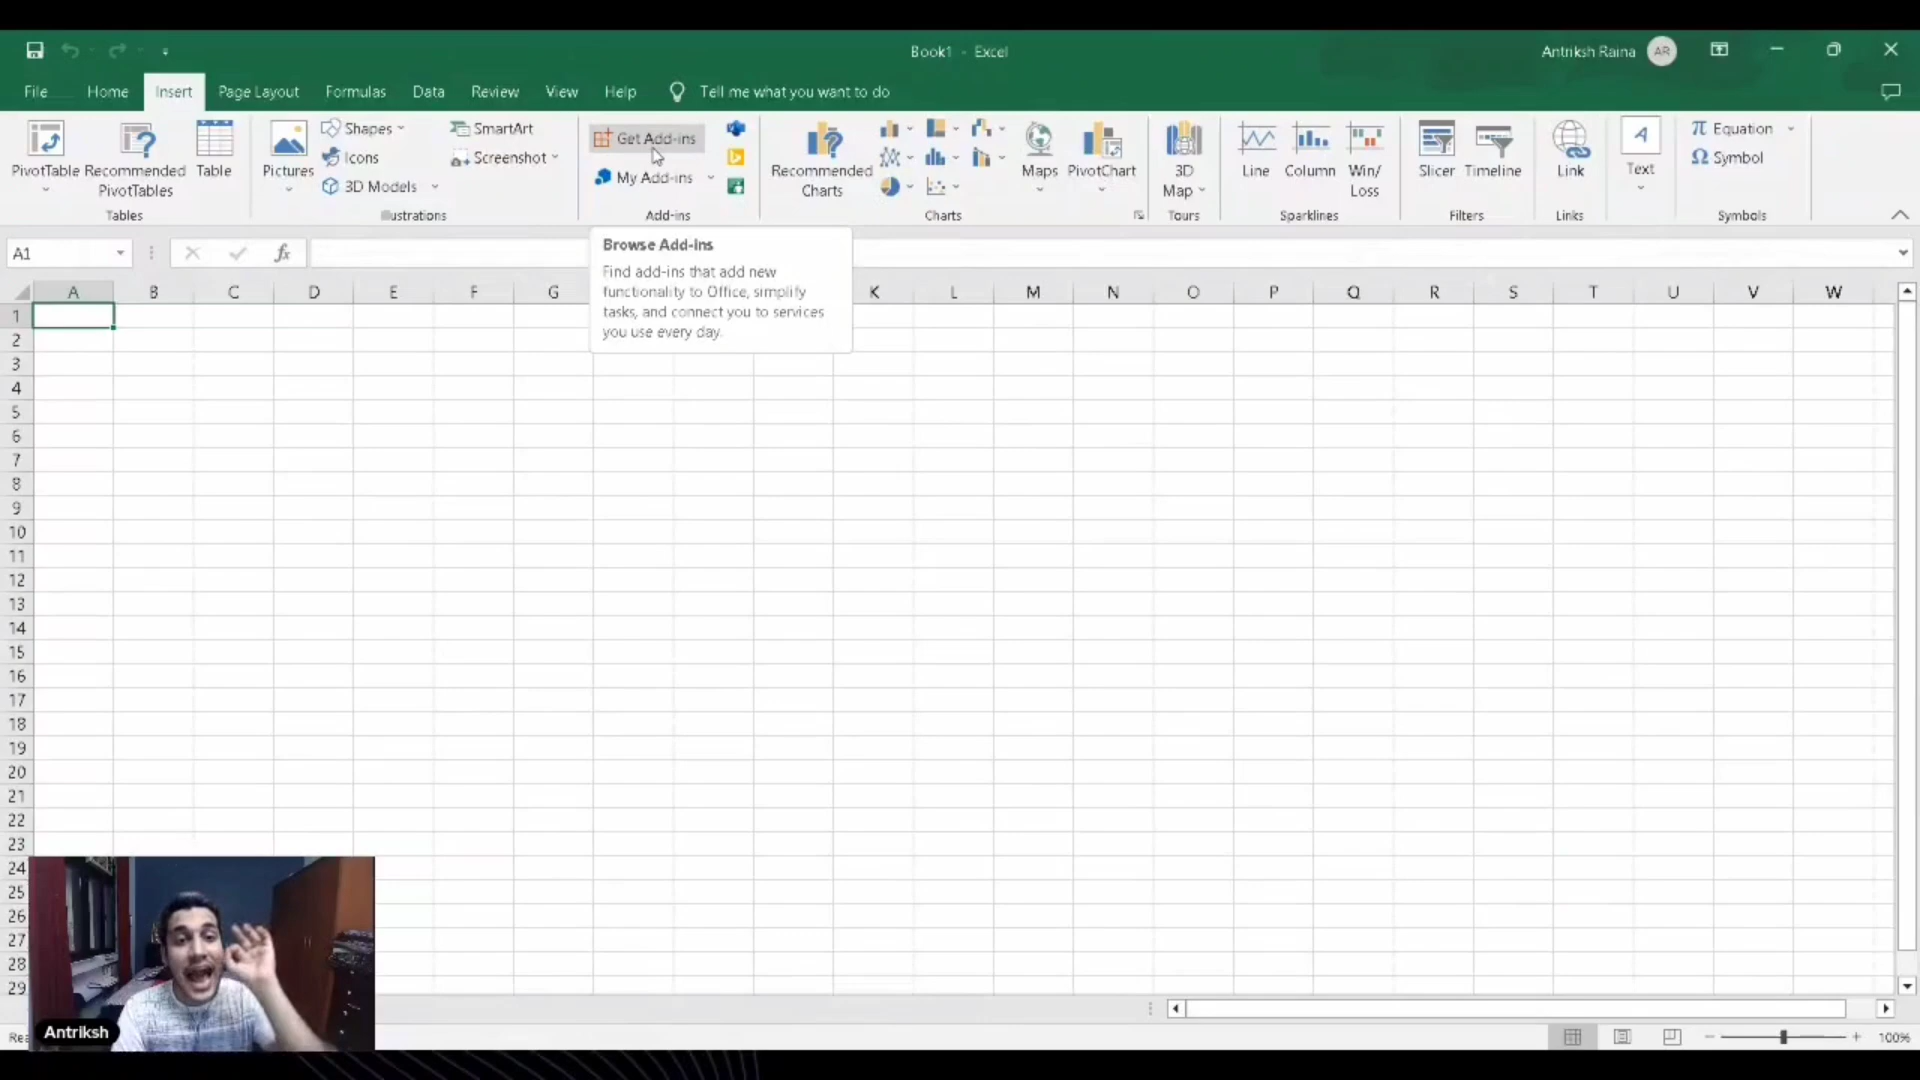 Book1 - Excel
Antriksh Raina AR
File Home Insert Page Layout Formulas Data Review View Help Tell me what you want to do
PivotTable
Recommended
PivotTables
Table
Tables
Pictures
Shapes
Icons
3D Models
SmartArt
Screenshot
Illustrations
Get Add-ins
My Add-ins
Add-ins
Recommended
Charts
Maps
PivotChart
Charts
3D
Map
Tours
Line
Column
Win/
Loss
Sparklines
Slicer
Timeline
Filters
Link
Links
A
Text
π Equation
Ω Symbol
Symbols
A1
fx
Browse Add-ins
Find add-ins that add new
functionality to Office, simplify
tasks, and connect you to services
you use every day.
A B C D E F G K L M N O P Q R S T U V W
1
2
3
4
5
6
7
8
9
10
11
12
13
14
15
16
17
18
19
20
21
22
23
24
25
26
27
28
29
Antriksh
100%